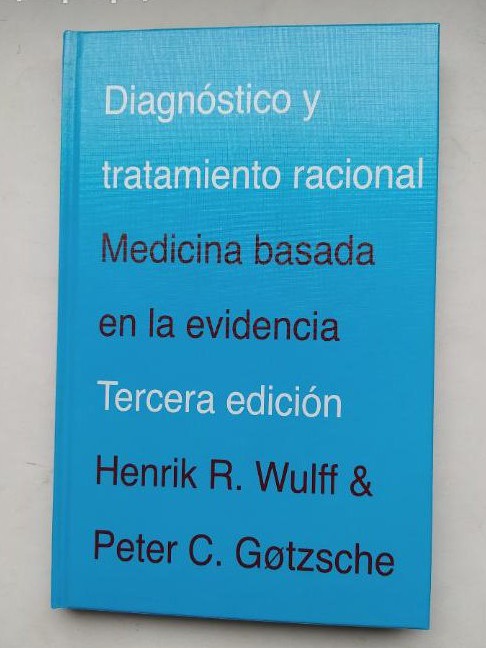 Diagnóstico y
tratamiento racional
Medicina basada
en la evidencia
Tercera edición
Henrik R. Wulff &
Peter C. Gøtzsche